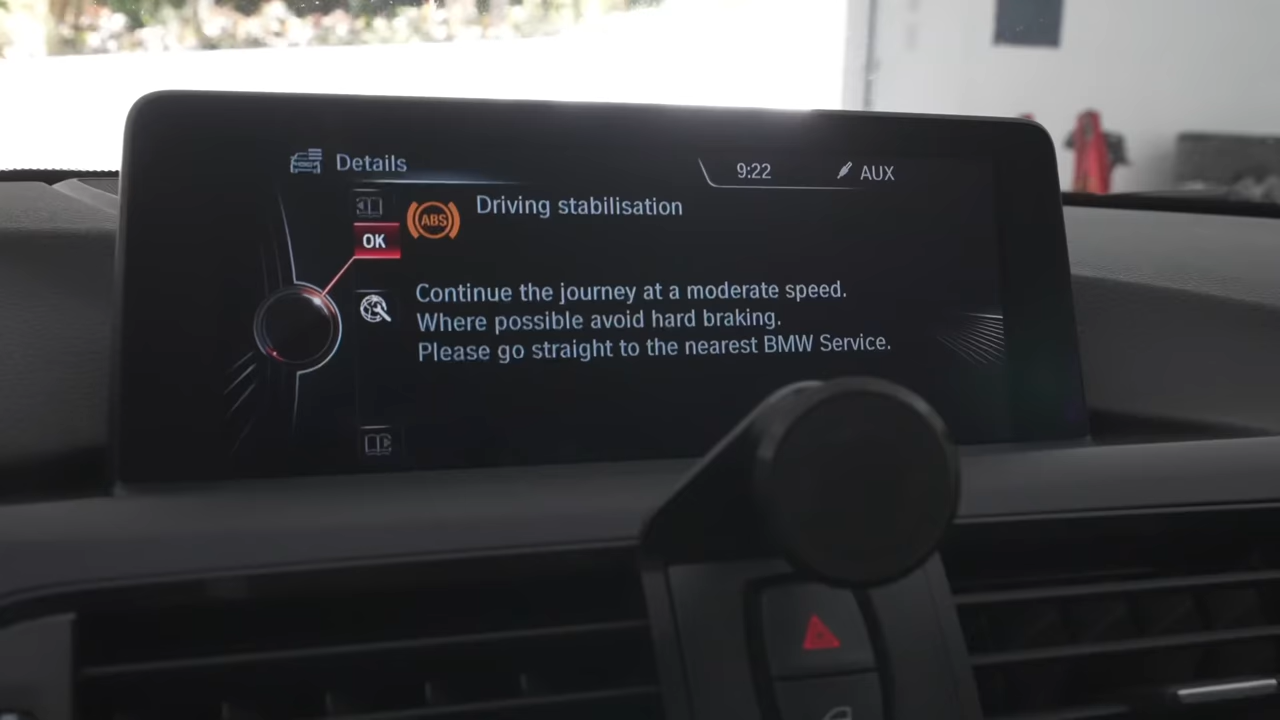 Details
9:22
AUX
ABS
Driving stabilisation
OK
Continue the journey at a moderate speed.
Where possible avoid hard braking.
Please go straight to the nearest BMW Service.